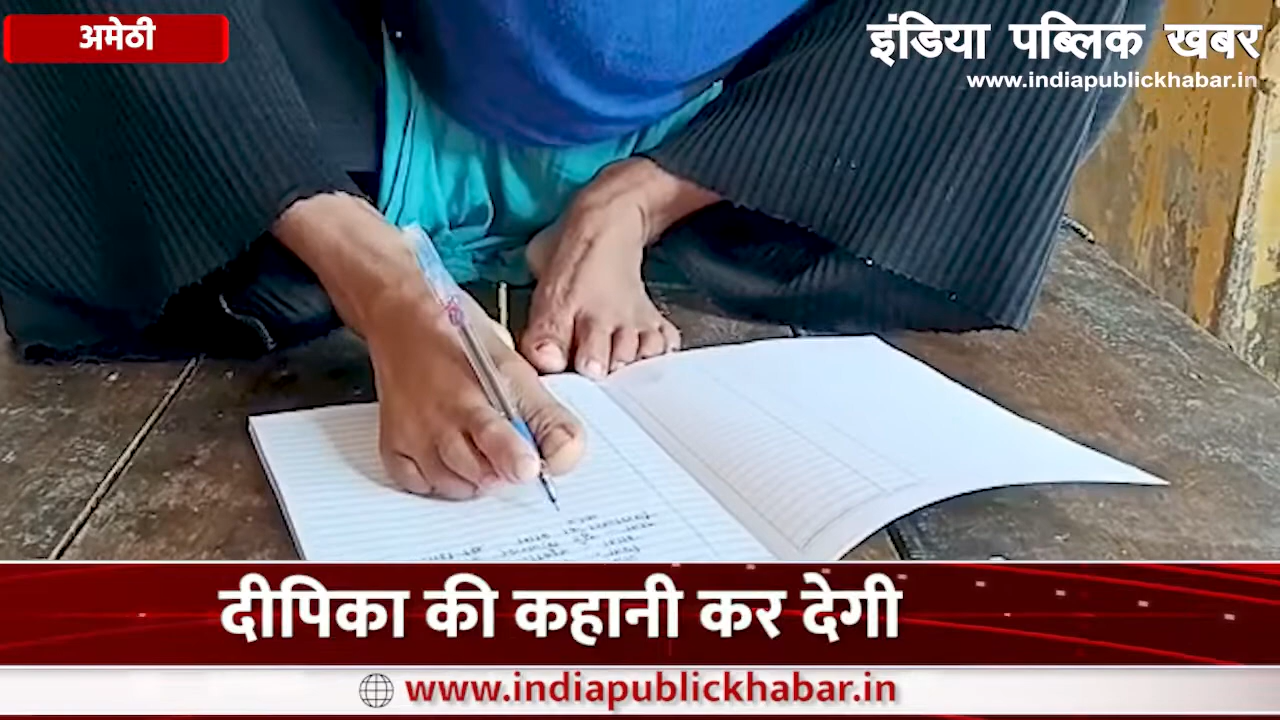 अमेठी
इंडिया पब्लिक खबर
www.indiapublickhabar.in
दीपिका की कहानी कर देगी
www.indiapublickhabar.in